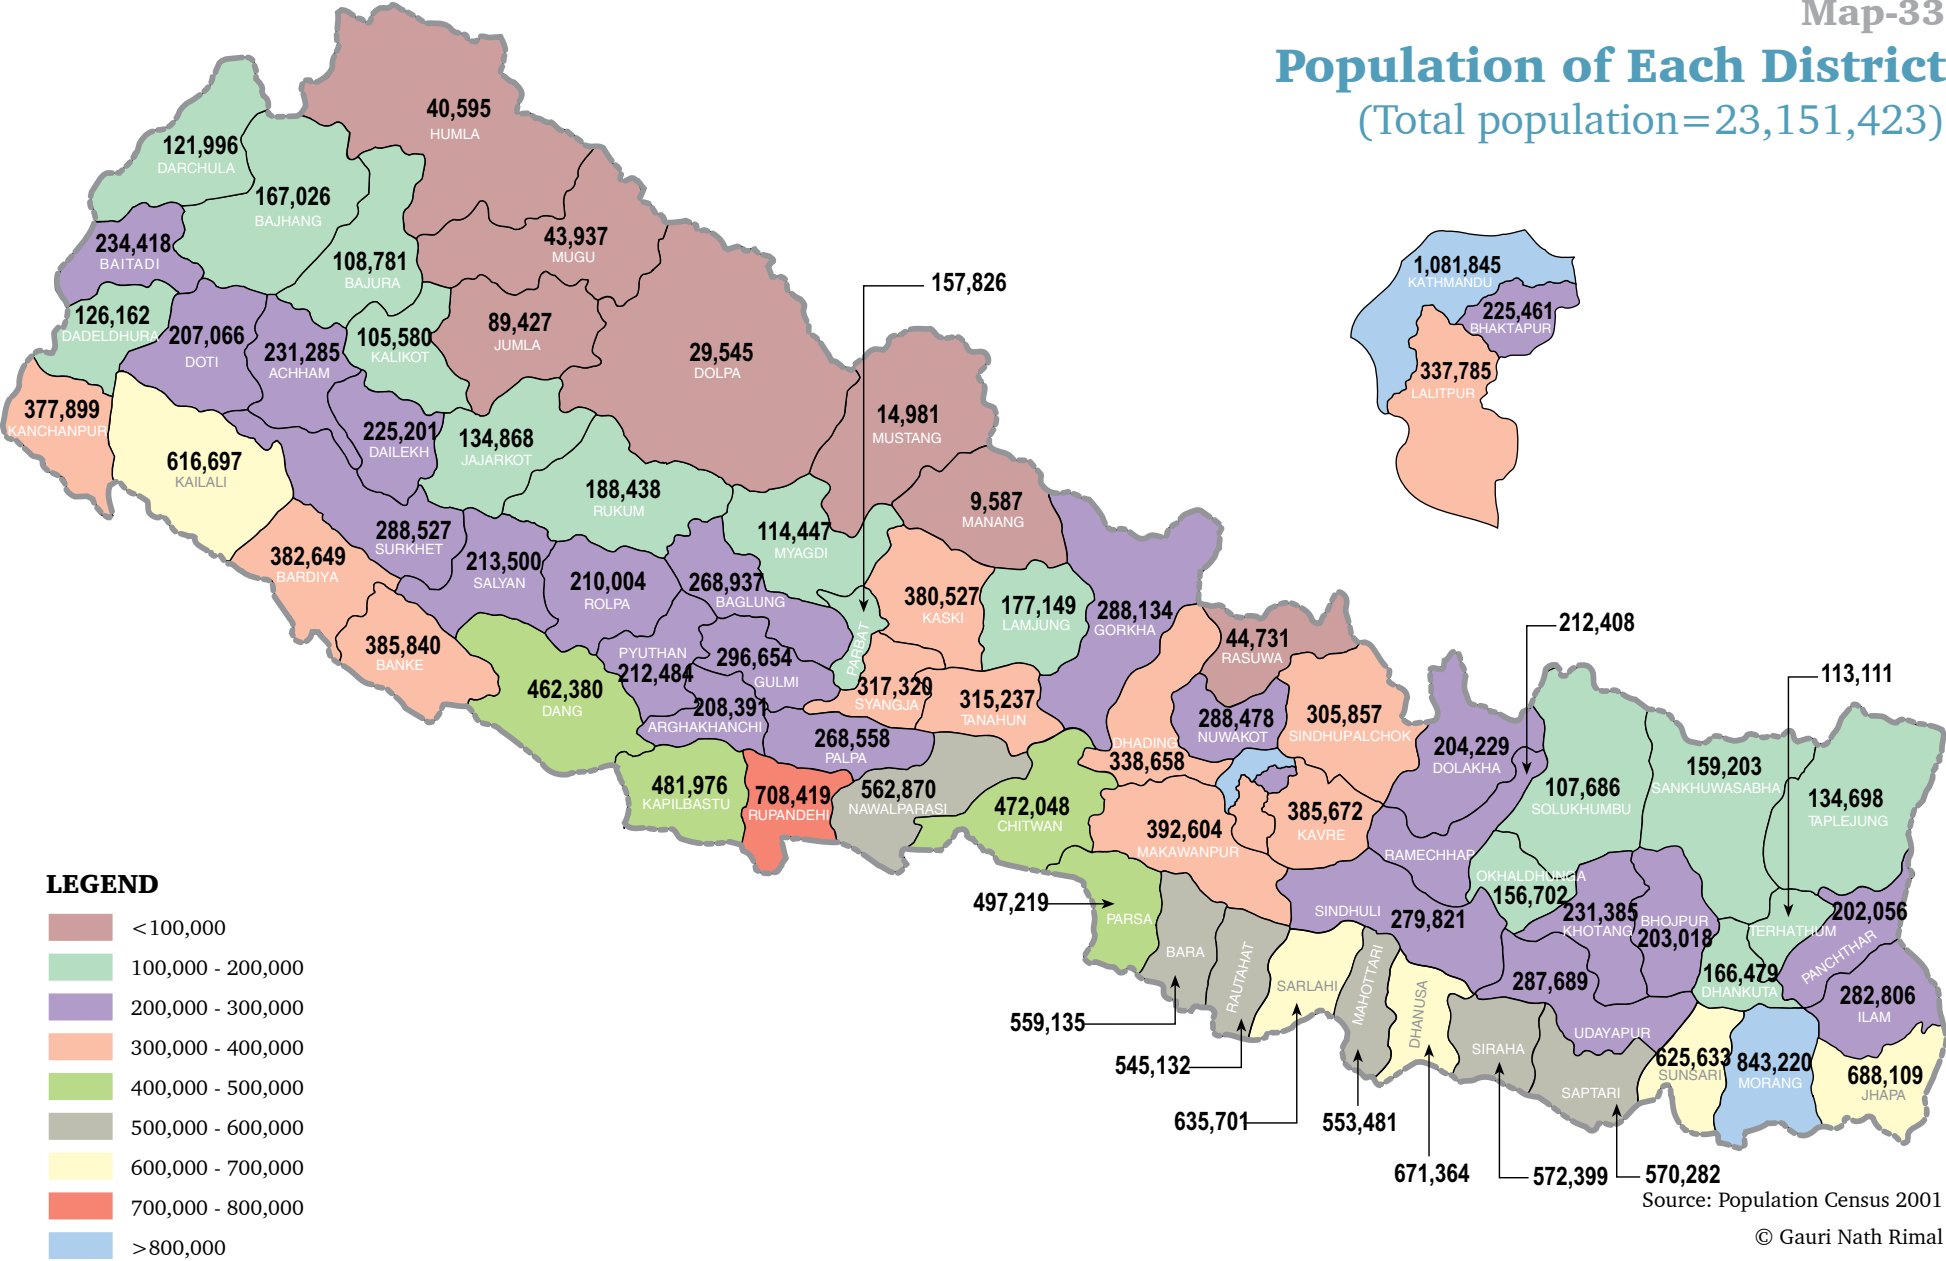 Map-33
Population of Each District
(Total population=23,151,423)
40,595
HUMLA
121,996
DARCHULA
167,026
BAJHANG
234,418
BAITADI
43,937
MUGU
108,781
BAJURA
157,826
1,081,845
KATHMANDU
225,461
BHAKTAPUR
337,785
LALITPUR
126,162
DADELDHURA
207,066
DOTI
231,285
ACHHAM
105,580
KALIKOT
89,427
JUMLA
29,545
DOLPA
14,981
MUSTANG
377,899
KANCHANPUR
616,697
KAILALI
225,201
DAILEKH
134,868
JAJARKOT
188,438
RUKUM
9,587
MANANG
288,527
SURKHET
114,447
MYAGDI
382,649
BARDIYA
213,500
SALYAN
210,004
ROLPA
268,937
BAGLUNG
380,527
KASKI
177,149
LAMJUNG
288,134
GORKHA
44,731
RASUWA
212,408
113,111
385,840
BANKE
PYUTHAN
212,484
296,654
GULMI
PARBAT
462,380
DANG
208,391
ARGHAKHANCHI
317,320
SYANGJA
315,237
TANAHUN
288,478
NUWAKOT
305,857
SINDHUPALCHOK
268,558
PALPA
DHADING
338,658
204,229
DOLAKHA
107,686
SOLUKHUMBU
159,203
SANKHUWASABHA
134,698
TAPLEJUNG
481,976
KAPILBASTU
708,419
RUPANDEHI
562,870
NAWALPARASI
472,048
CHITWAN
392,604
MAKAWANPUR
385,672
KAVRE
RAMECHHAP
OKHALDHUNGA
156,702
497,219
PARSA
SINDHULI
279,821
231,385
KHOTANG
BHOJPUR
203,018
TERHATHUM
202,056
PANCHTHAR
BARA
RAUTAHAT
SARLAHI
MAHOTTARI
DHANUSA
287,689
UDAYAPUR
166,479
DHANKUTA
282,806
ILAM
559,135
545,132
635,701
553,481
671,364
SIRAHA
572,399
SAPTARI
570,282
625,633
SUNSARI
843,220
MORANG
688,109
JHAPA
LEGEND
<100,000
100,000 - 200,000
200,000 - 300,000
300,000 - 400,000
400,000 - 500,000
500,000 - 600,000
600,000 - 700,000
700,000 - 800,000
>800,000
Source: Population Census 2001
© Gauri Nath Rimal